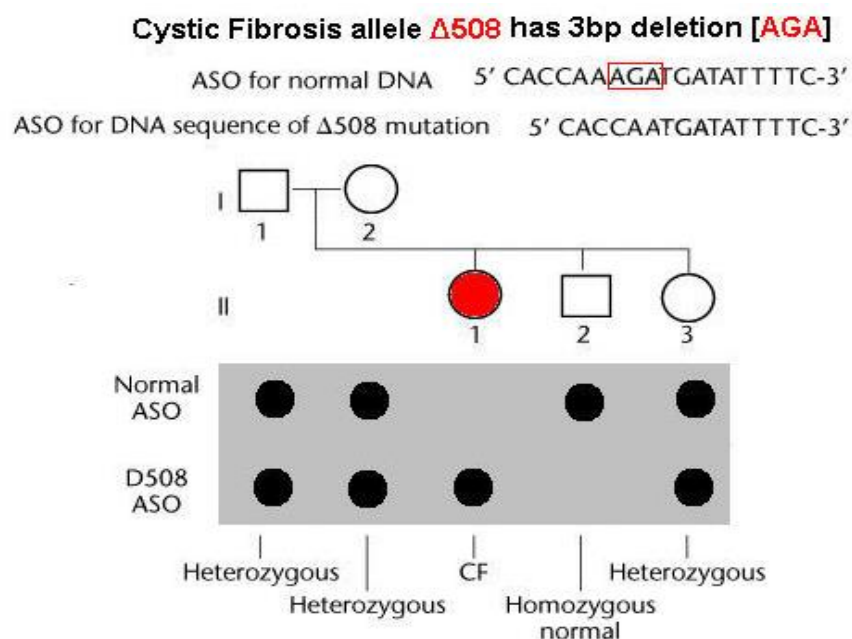 Cystic Fibrosis allele Δ508 has 3bp deletion [AGA]
ASO for normal DNA 5′ CACCAAAGATGATATTTTC-3′
ASO for DNA sequence of Δ508 mutation 5′ CACCAATGATATTTTC-3′
I
1 2
II
1 2 3
Normal
ASO
D508
ASO
Heterozygous CF Heterozygous
Heterozygous Homozygous
normal